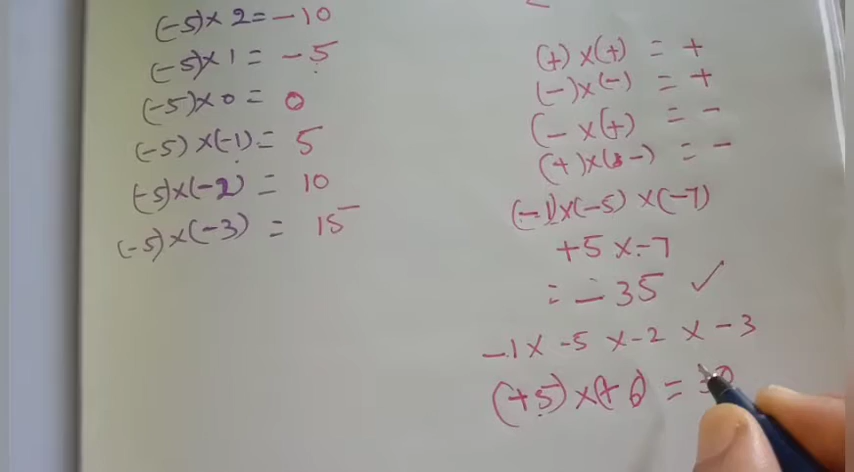 (-5)× 2 = -10
(-5)× 1 = -5
(-5)×0 = 0
(-5)×(-1) = 5
(-5)×(-2) = 10
(-5)×(-3) = 15
(+)×(+) = +
(-)×(-) = +
(- ×(+) = -
(+)×( -) = -
(-1)×(-5)×(-7)
+5 × -7
= -35 ✓
-1 × -5 × -2 × -3
(+5)×(+6) =